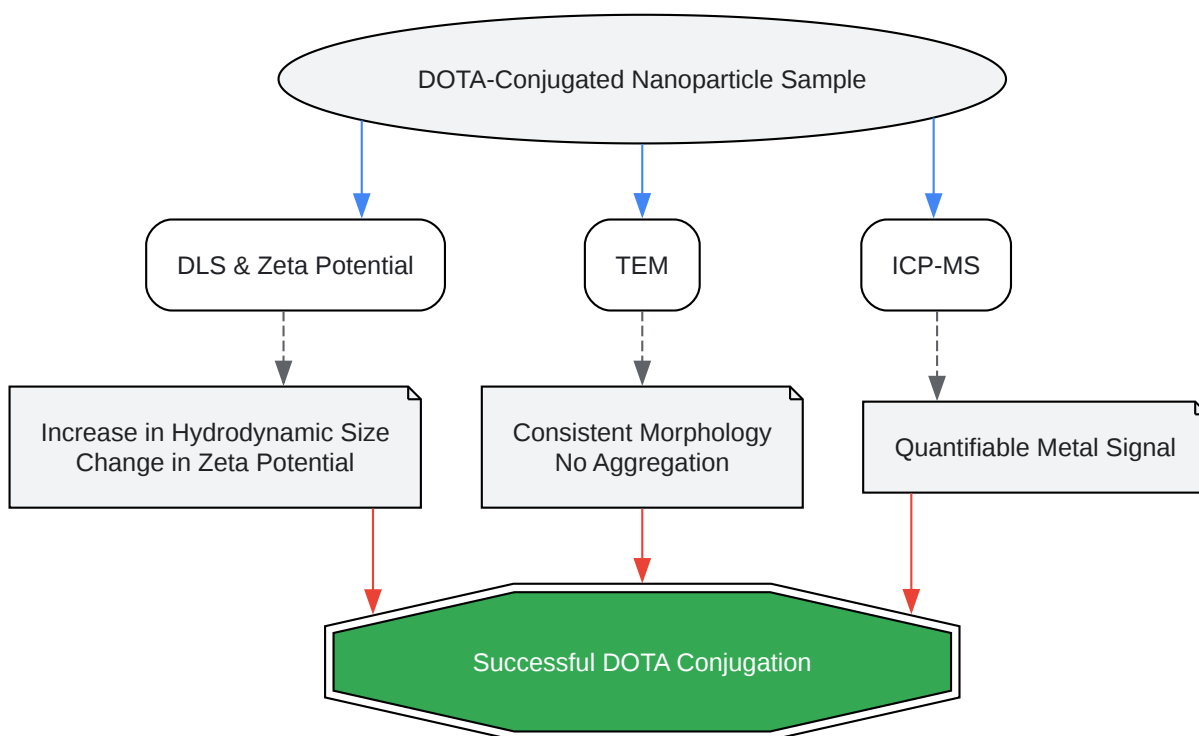 DOTA-Conjugated Nanoparticle Sample
DLS & Zeta Potential
TEM
ICP-MS
Increase in Hydrodynamic Size
Change in Zeta Potential
Consistent Morphology
No Aggregation
Quantifiable Metal Signal
Successful DOTA Conjugation